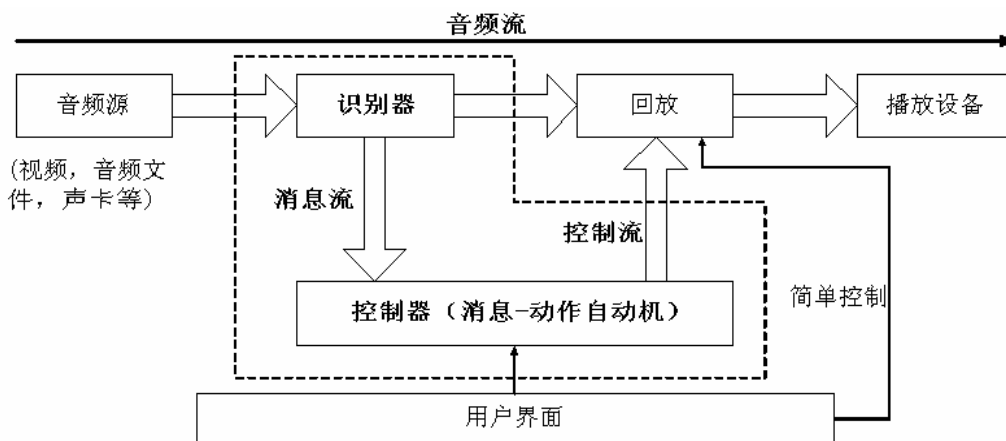 音频流
音频源
识别器
回放
播放设备
(视频，音频文
件，声卡等)
消息流
控制流
控制器（消息-动作自动机）
简单控制
用户界面